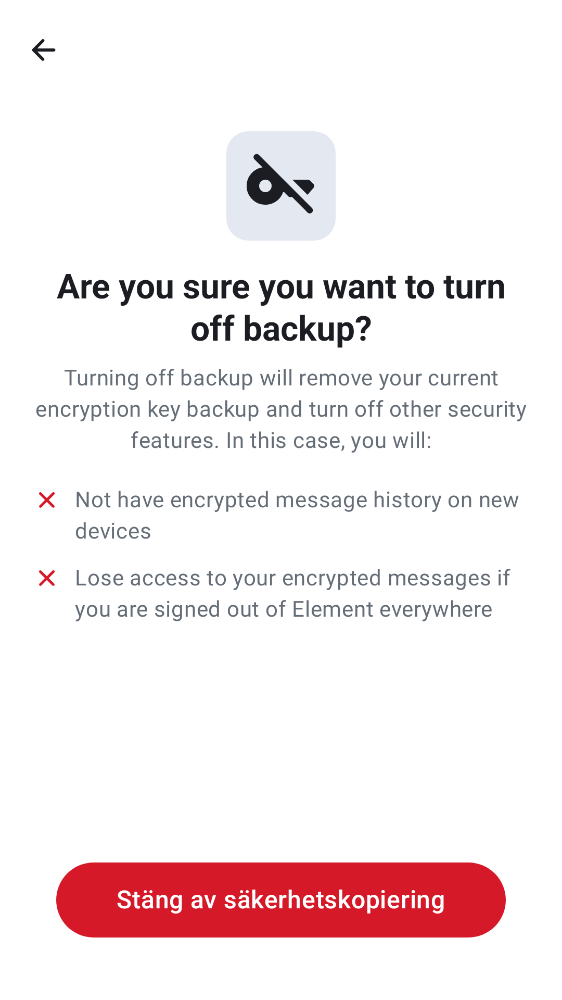 Are you sure you want to turn
off backup?
Turning off backup will remove your current
encryption key backup and turn off other security
features. In this case, you will:
Not have encrypted message history on new
devices
Lose access to your encrypted messages if
you are signed out of Element everywhere
Stäng av säkerhetskopiering